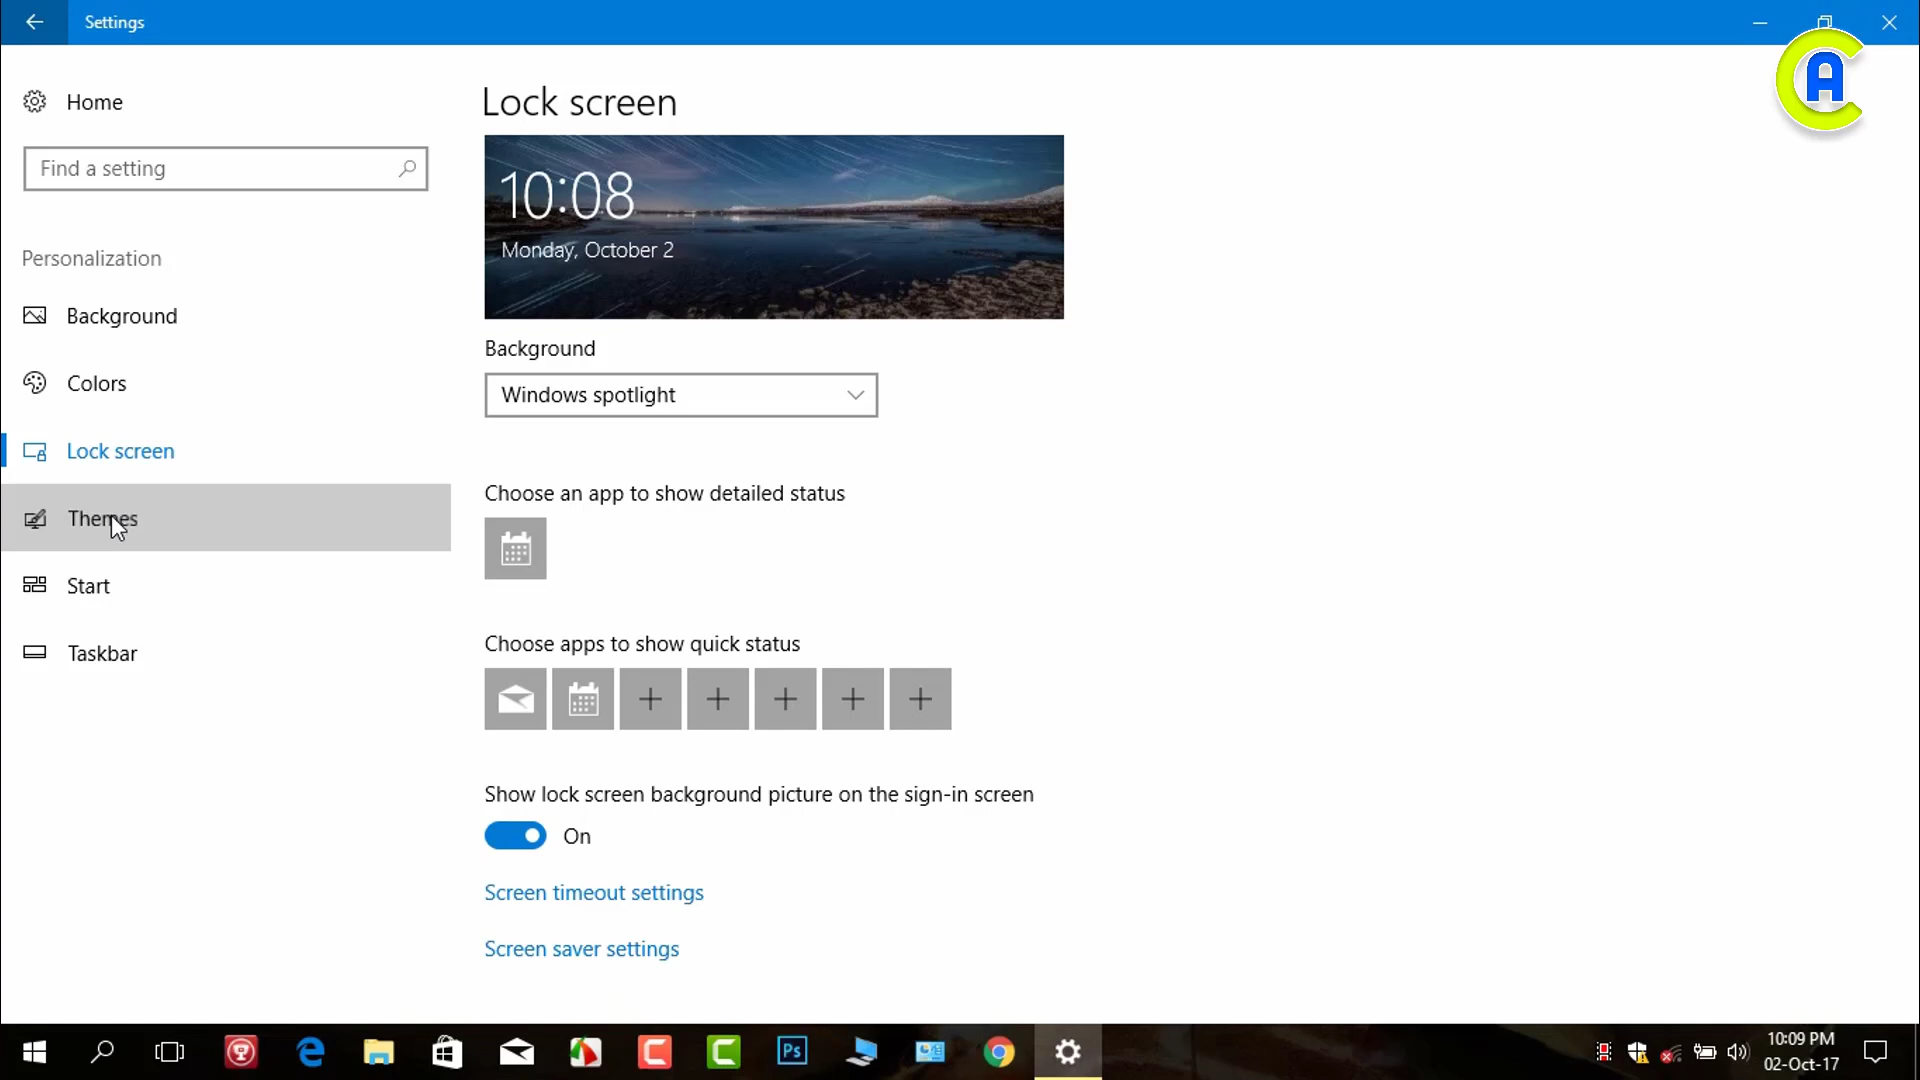 Settings
Home
Find a setting
Personalization
Background
Colors
Lock screen
Themes
Start
Taskbar
Lock screen
10:08
Monday, October 2
Background
Windows spotlight
Choose an app to show detailed status
Choose apps to show quick status
Show lock screen background picture on the sign-in screen
On
Screen timeout settings
Screen saver settings
CA
Ps
10:09 PM
02-Oct-17